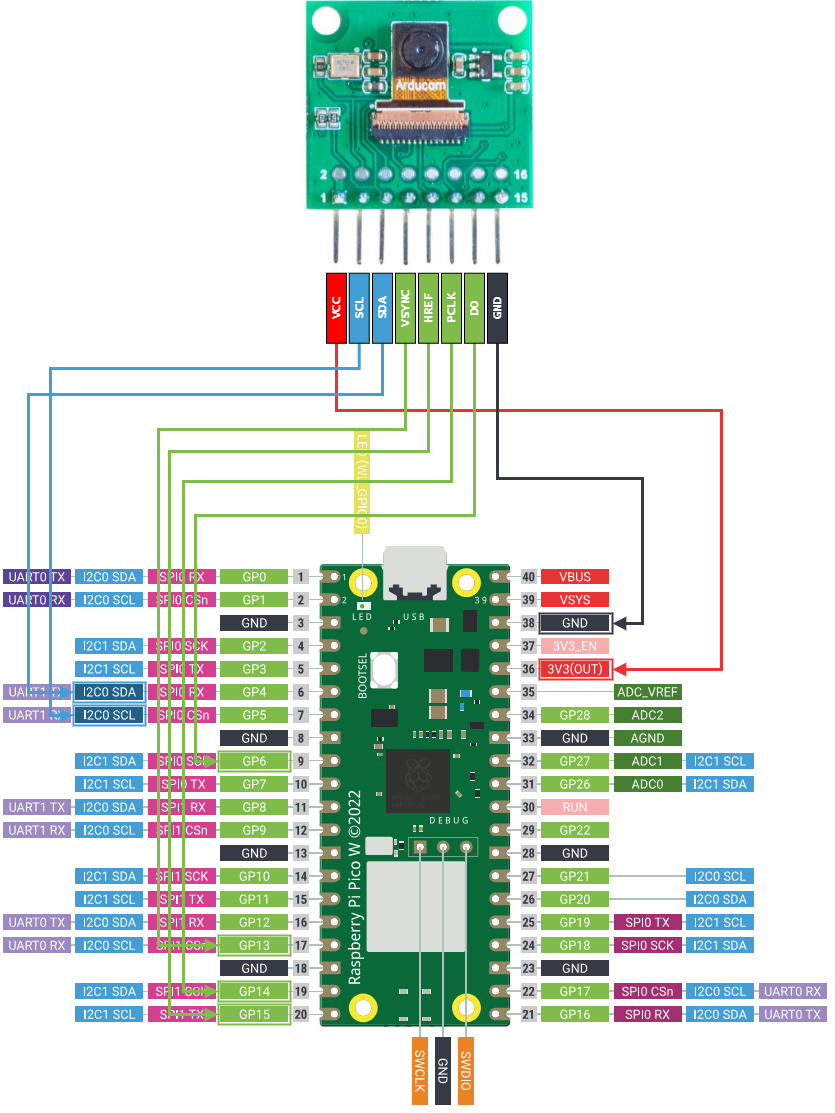 Arducam
2 16
1 15
VCC SCL SDA VSYNC HREF PCLK DO GND
LED (WL_GPIO0)
UART0 TX I2C0 SDA SPI0 RX GP0 1 1 40 VBUS
UART0 RX I2C0 SCL SPI0 CSn GP1 2 2 39 39 VSYS
LED USB
GND 3 38 GND
I2C1 SDA SPI0 SCK GP2 4 37 3V3_EN
I2C1 SCL SPI0 TX GP3 5 36 3V3(OUT)
BOOTSEL
UART1 TX I2C0 SDA SPI0 RX GP4 6 35 ADC_VREF
UART1 RX I2C0 SCL SPI0 CSn GP5 7 34 GP28 ADC2
GND 8 33 GND AGND
I2C1 SDA SPI0 SCK GP6 9 32 GP27 ADC1 I2C1 SCL
I2C1 SCL SPI0 TX GP7 10 31 GP26 ADC0 I2C1 SDA
UART1 TX I2C0 SDA SPI1 RX GP8 11 30 RUN
DEBUG
UART1 RX I2C0 SCL SPI1 CSn GP9 12 29 GP22
GND 13 28 GND
I2C1 SDA SPI1 SCK GP10 14 27 GP21 I2C0 SCL
I2C1 SCL SPI1 TX GP11 15 26 GP20 I2C0 SDA
Raspberry Pi Pico W ©2022
UART0 TX I2C0 SDA SPI1 RX GP12 16 25 GP19 SPI0 TX I2C1 SCL
UART0 RX I2C0 SCL SPI1 CSn GP13 17 24 GP18 SPI0 SCK I2C1 SDA
GND 18 23 GND
I2C1 SDA SPI1 SCK GP14 19 22 GP17 SPI0 CSn I2C0 SCL UART0 RX
I2C1 SCL SPI1 TX GP15 20 21 GP16 SPI0 RX I2C0 SDA UART0 TX
SWCLK GND SWDIO